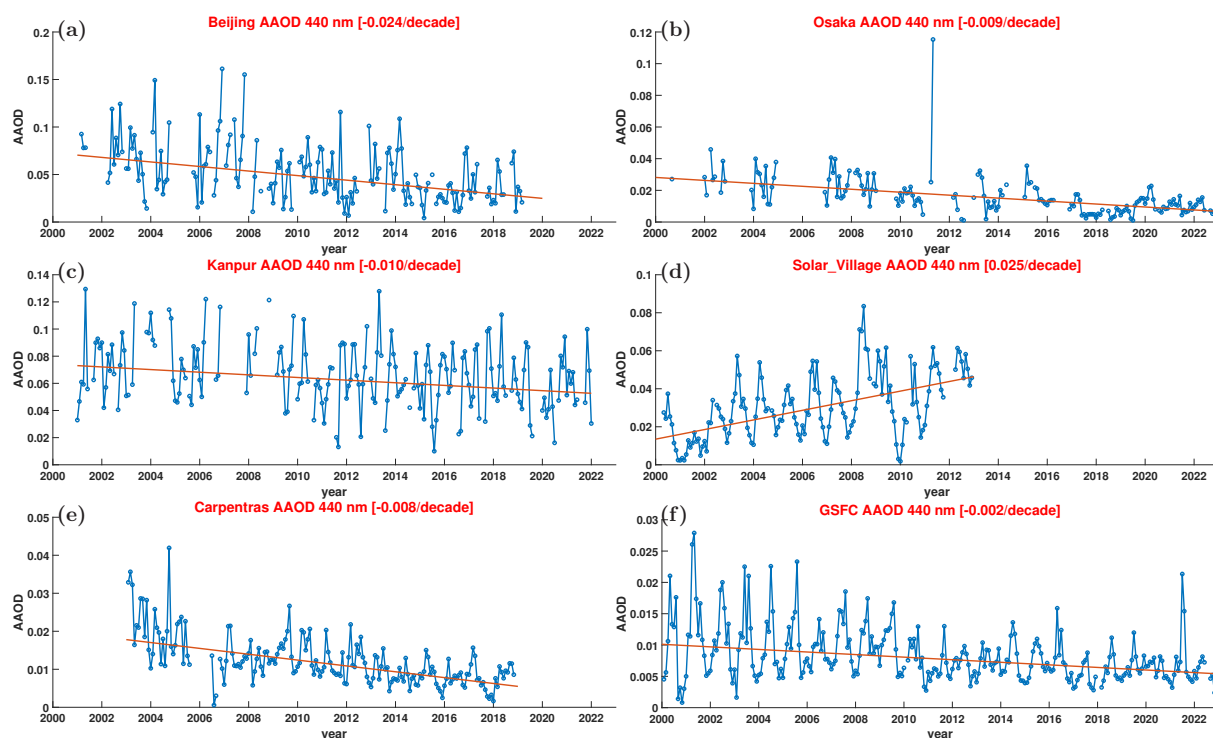 (a) Beijing AAOD 440 nm [-0.024/decade]
0.2
0.15
0.1
0.05
0
AAOD
2000 2002 2004 2006 2008 2010 2012 2014 2016 2018 2020 2022
year
(b) Osaka AAOD 440 nm [-0.009/decade]
0.12
0.1
0.08
0.06
0.04
0.02
0
AAOD
2000 2002 2004 2006 2008 2010 2012 2014 2016 2018 2020 2022
year
(c) Kanpur AAOD 440 nm [-0.010/decade]
0.14
0.12
0.1
0.08
0.06
0.04
0.02
0
AAOD
2000 2002 2004 2006 2008 2010 2012 2014 2016 2018 2020 2022
year
Solar_Village AAOD 440 nm [0.025/decade] (d)
0.1
0.08
0.06
0.04
0.02
0
AAOD
2000 2002 2004 2006 2008 2010 2012 2014 2016 2018 2020 2022
year
(e) Carpentras AAOD 440 nm [-0.008/decade]
0.05
0.04
0.03
0.02
0.01
0
AAOD
2000 2002 2004 2006 2008 2010 2012 2014 2016 2018 2020 2022
year
GSFC AAOD 440 nm [-0.002/decade] (f)
0.03
0.025
0.02
0.015
0.01
0.005
0
AAOD
2000 2002 2004 2006 2008 2010 2012 2014 2016 2018 2020 2022
year